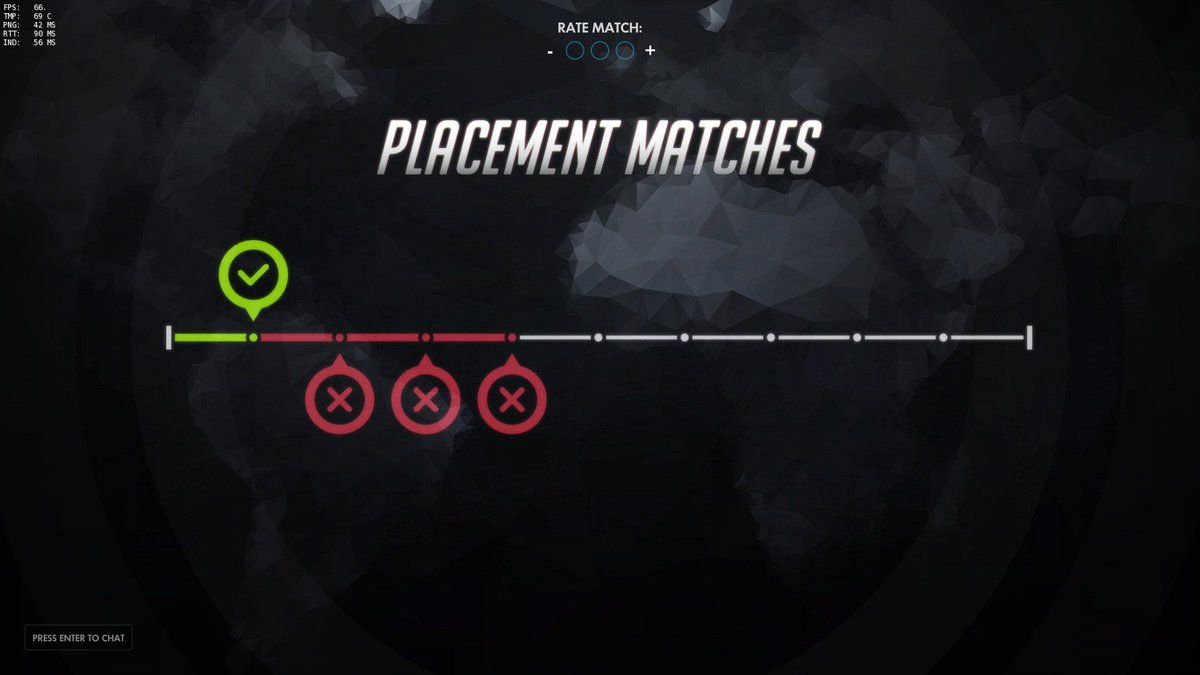 FPS: 66.
TMP: 69 C
PNG: 42 MS
RTT: 90 MS
IND: 56 MS
RATE MATCH:
- +
PLACEMENT MATCHES
PRESS ENTER TO CHAT